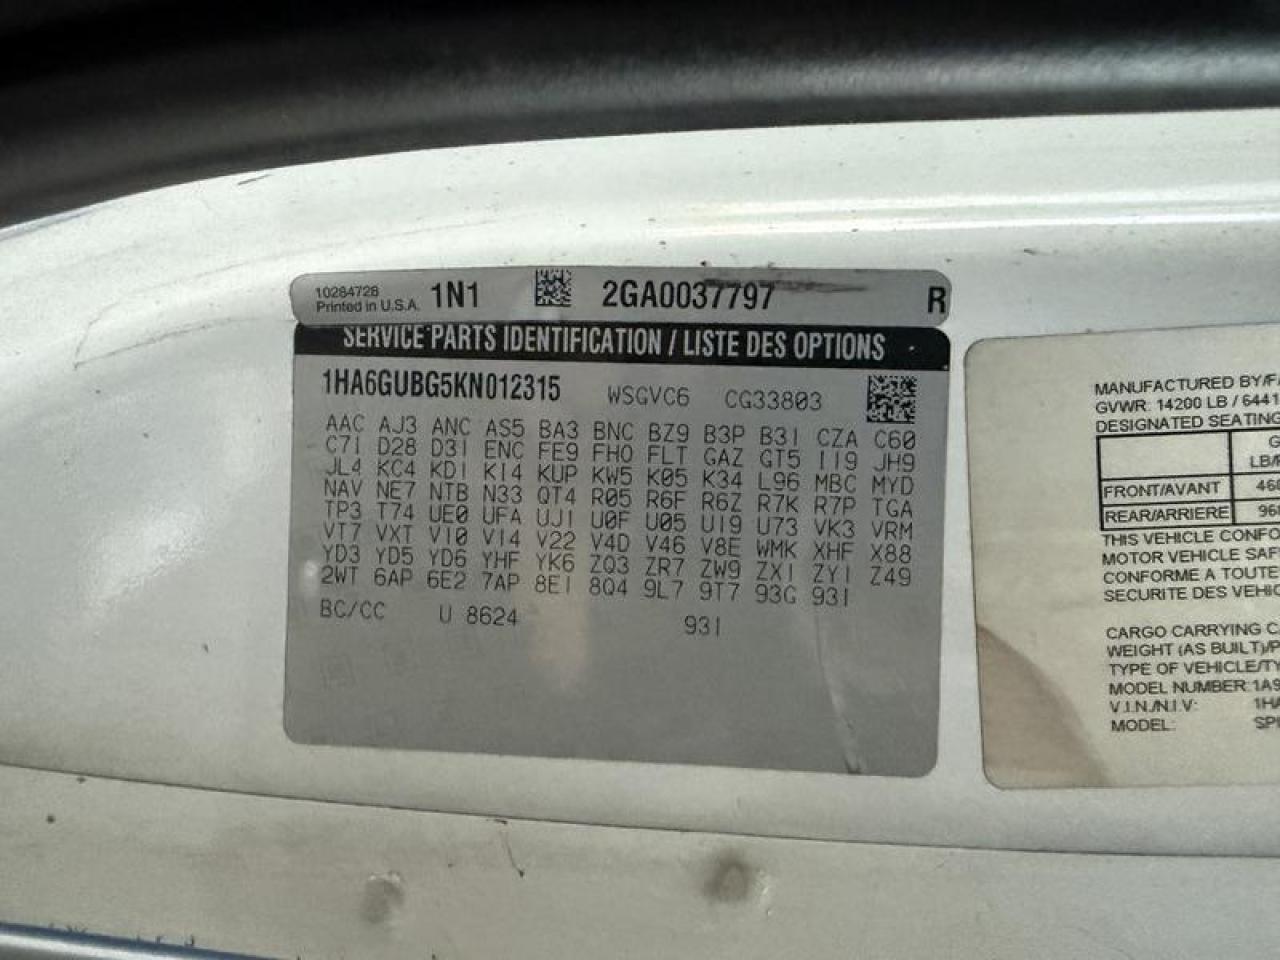 10284728
Printed in U.S.A.
1N1
2GA0037797
R
SERVICE PARTS IDENTIFICATION / LISTE DES OPTIONS
1HA6GUBG5KN012315 WSGVC6 CG33803
AAC AJ3 ANC AS5 BA3 BNC BZ9 B3P B31 CZA C60
C71 D28 D31 ENC FE9 FHO FLT GAZ GT5 I19 JH9
JL4 KC4 KD1 K14 KUP KW5 K05 K34 L96 MBC MYD
NAV NE7 NTB N33 QT4 R05 R6F R6Z R7K R7P TGA
TP3 T74 UE0 UFA UJ1 U0F U05 U19 U73 VK3 VRM
VT7 VXT V10 V14 V22 V4D V46 V8E WMK XHF X88
YD3 YD5 YD6 YHF YK6 ZQ3 ZR7 ZW9 ZX1 ZY1 Z49
2WT 6AP 6E2 7AP 8E1 8Q4 9L7 9T7 93G 931
BC/CC U 8624 931
MANUFACTURED BY/FA
GVWR: 14200 LB / 6441
DESIGNATED SEATING
G
LB/
FRONT/AVANT 460
REAR/ARRIERE 960
THIS VEHICLE CONFO
MOTOR VEHICLE SAF
CONFORME A TOUTE
SECURITE DES VEHIC
CARGO CARRYING C
WEIGHT (AS BUILT)/P
TYPE OF VEHICLE/TY
MODEL NUMBER: 1A9
V.I.N./N.I.V: 1HA
MODEL: SPI